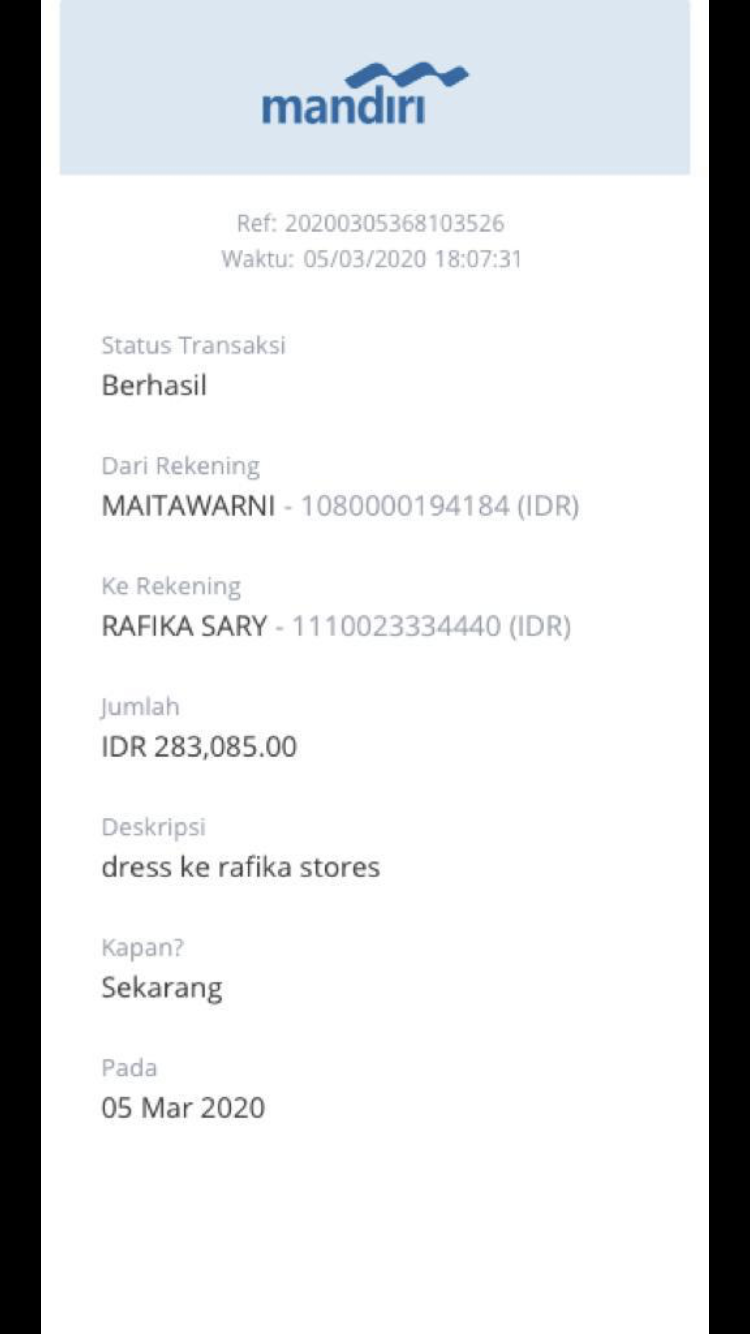 mandiri
Ref: 20200305368103526
Waktu: 05/03/2020 18:07:31
Status Transaksi
Berhasil
Dari Rekening
MAITAWARNI - 1080000194184 (IDR)
Ke Rekening
RAFIKA SARY - 1110023334440 (IDR)
Jumlah
IDR 283,085.00
Deskripsi
dress ke rafika stores
Kapan?
Sekarang
Pada
05 Mar 2020